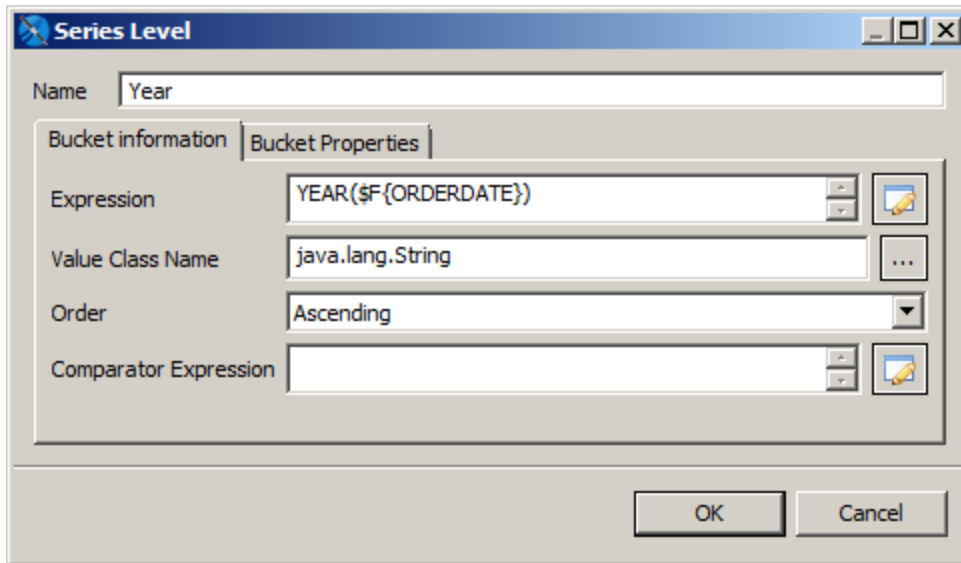 Series Level
Name Year
Bucket information Bucket Properties
Expression YEAR($F{ORDERDATE})
Value Class Name java.lang.String ...
Order Ascending
Comparator Expression
OK Cancel